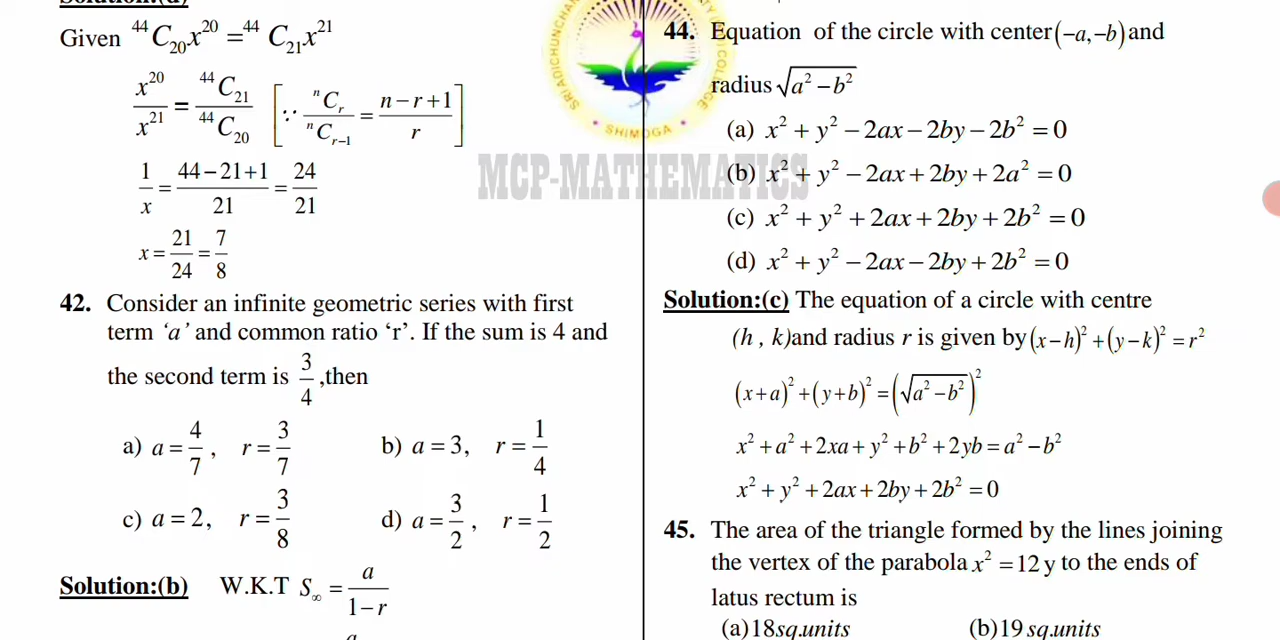 Solution:(d)
Given ⁴⁴C₂₀x²⁰ =⁴⁴ C₂₁x²¹
x²⁰/x²¹ = ⁴⁴C₂₁/⁴⁴C₂₀ [∵ ⁿCᵣ/ⁿCᵣ₋₁ = (n−r+1)/r]
1/x = (44−21+1)/21 = 24/21
x = 21/24 = 7/8
42. Consider an infinite geometric series with first
term ‘a’ and common ratio ‘r’. If the sum is 4 and
the second term is 3/4 ,then
a) a = 4/7 , r = 3/7 b) a = 3, r = 1/4
c) a = 2, r = 3/8 d) a = 3/2 , r = 1/2
Solution:(b) W.K.T S∞ = a/(1−r)
a
SHIMOGA
MCP-MATHEMATICS
44. Equation of the circle with center(−a,−b)and
radius √(a² −b²)
(a) x² + y² − 2ax − 2by − 2b² = 0
(b) x² + y² − 2ax + 2by + 2a² = 0
(c) x² + y² + 2ax + 2by + 2b² = 0
(d) x² + y² − 2ax − 2by + 2b² = 0
Solution:(c) The equation of a circle with centre
(h , k)and radius r is given by (x−h)² +(y−k)² = r²
(x+a)² +(y+b)² = (√(a² −b²))²
x² +a² +2xa+ y² +b² +2yb = a² −b²
x² + y² +2ax+2by+2b² =0
45. The area of the triangle formed by the lines joining
the vertex of the parabola x² =12y to the ends of
latus rectum is
(a)18sq.units (b)19 sq.units